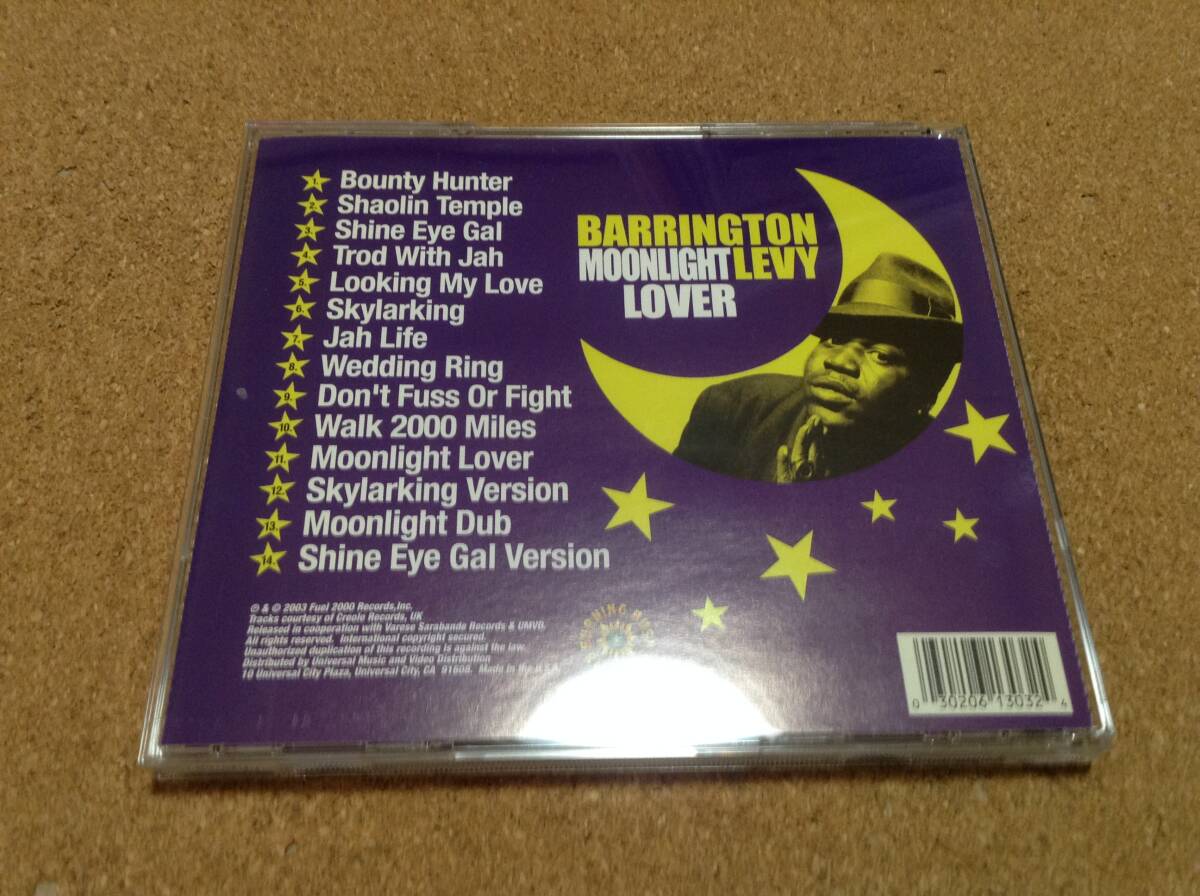 1. Bounty Hunter
2. Shaolin Temple
3. Shine Eye Gal
4. Trod With Jah
5. Looking My Love
6. Skylarking
7. Jah Life
8. Wedding Ring
9. Don't Fuss Or Fight
10. Walk 2000 Miles
11. Moonlight Lover
12. Skylarking Version
13. Moonlight Dub
14. Shine Eye Gal Version
BARRINGTON
MOONLIGHT LEVY
LOVER
℗ & © 2003 Fuel 2000 Records,Inc.
Tracks courtesy of Creole Records, UK
Released in cooperation with Varese Sarabande Records & UMVD.
All rights reserved. International copyright secured.
Unauthorized duplication of this recording is against the law.
Distributed by Universal Music and Video Distribution
10 Universal City Plaza, Universal City, CA 91608. Made in the U.S.A.
0 30206 13032 4